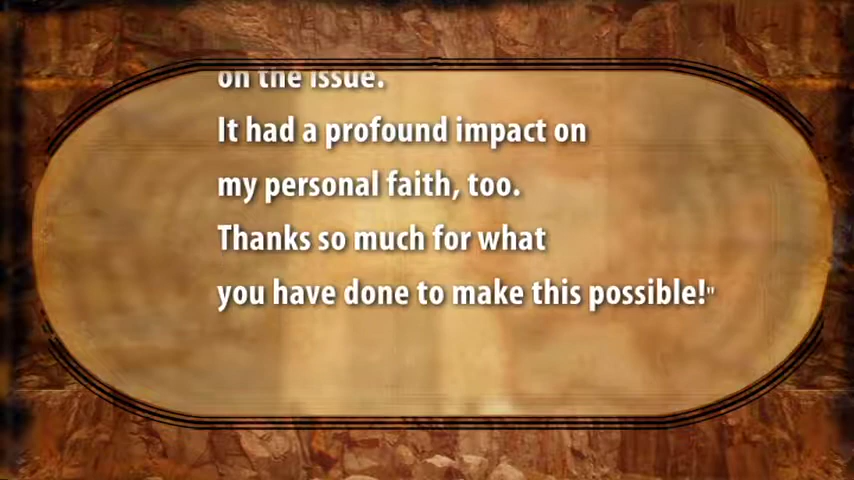 on the issue.
It had a profound impact on
my personal faith, too.
Thanks so much for what
you have done to make this possible!"